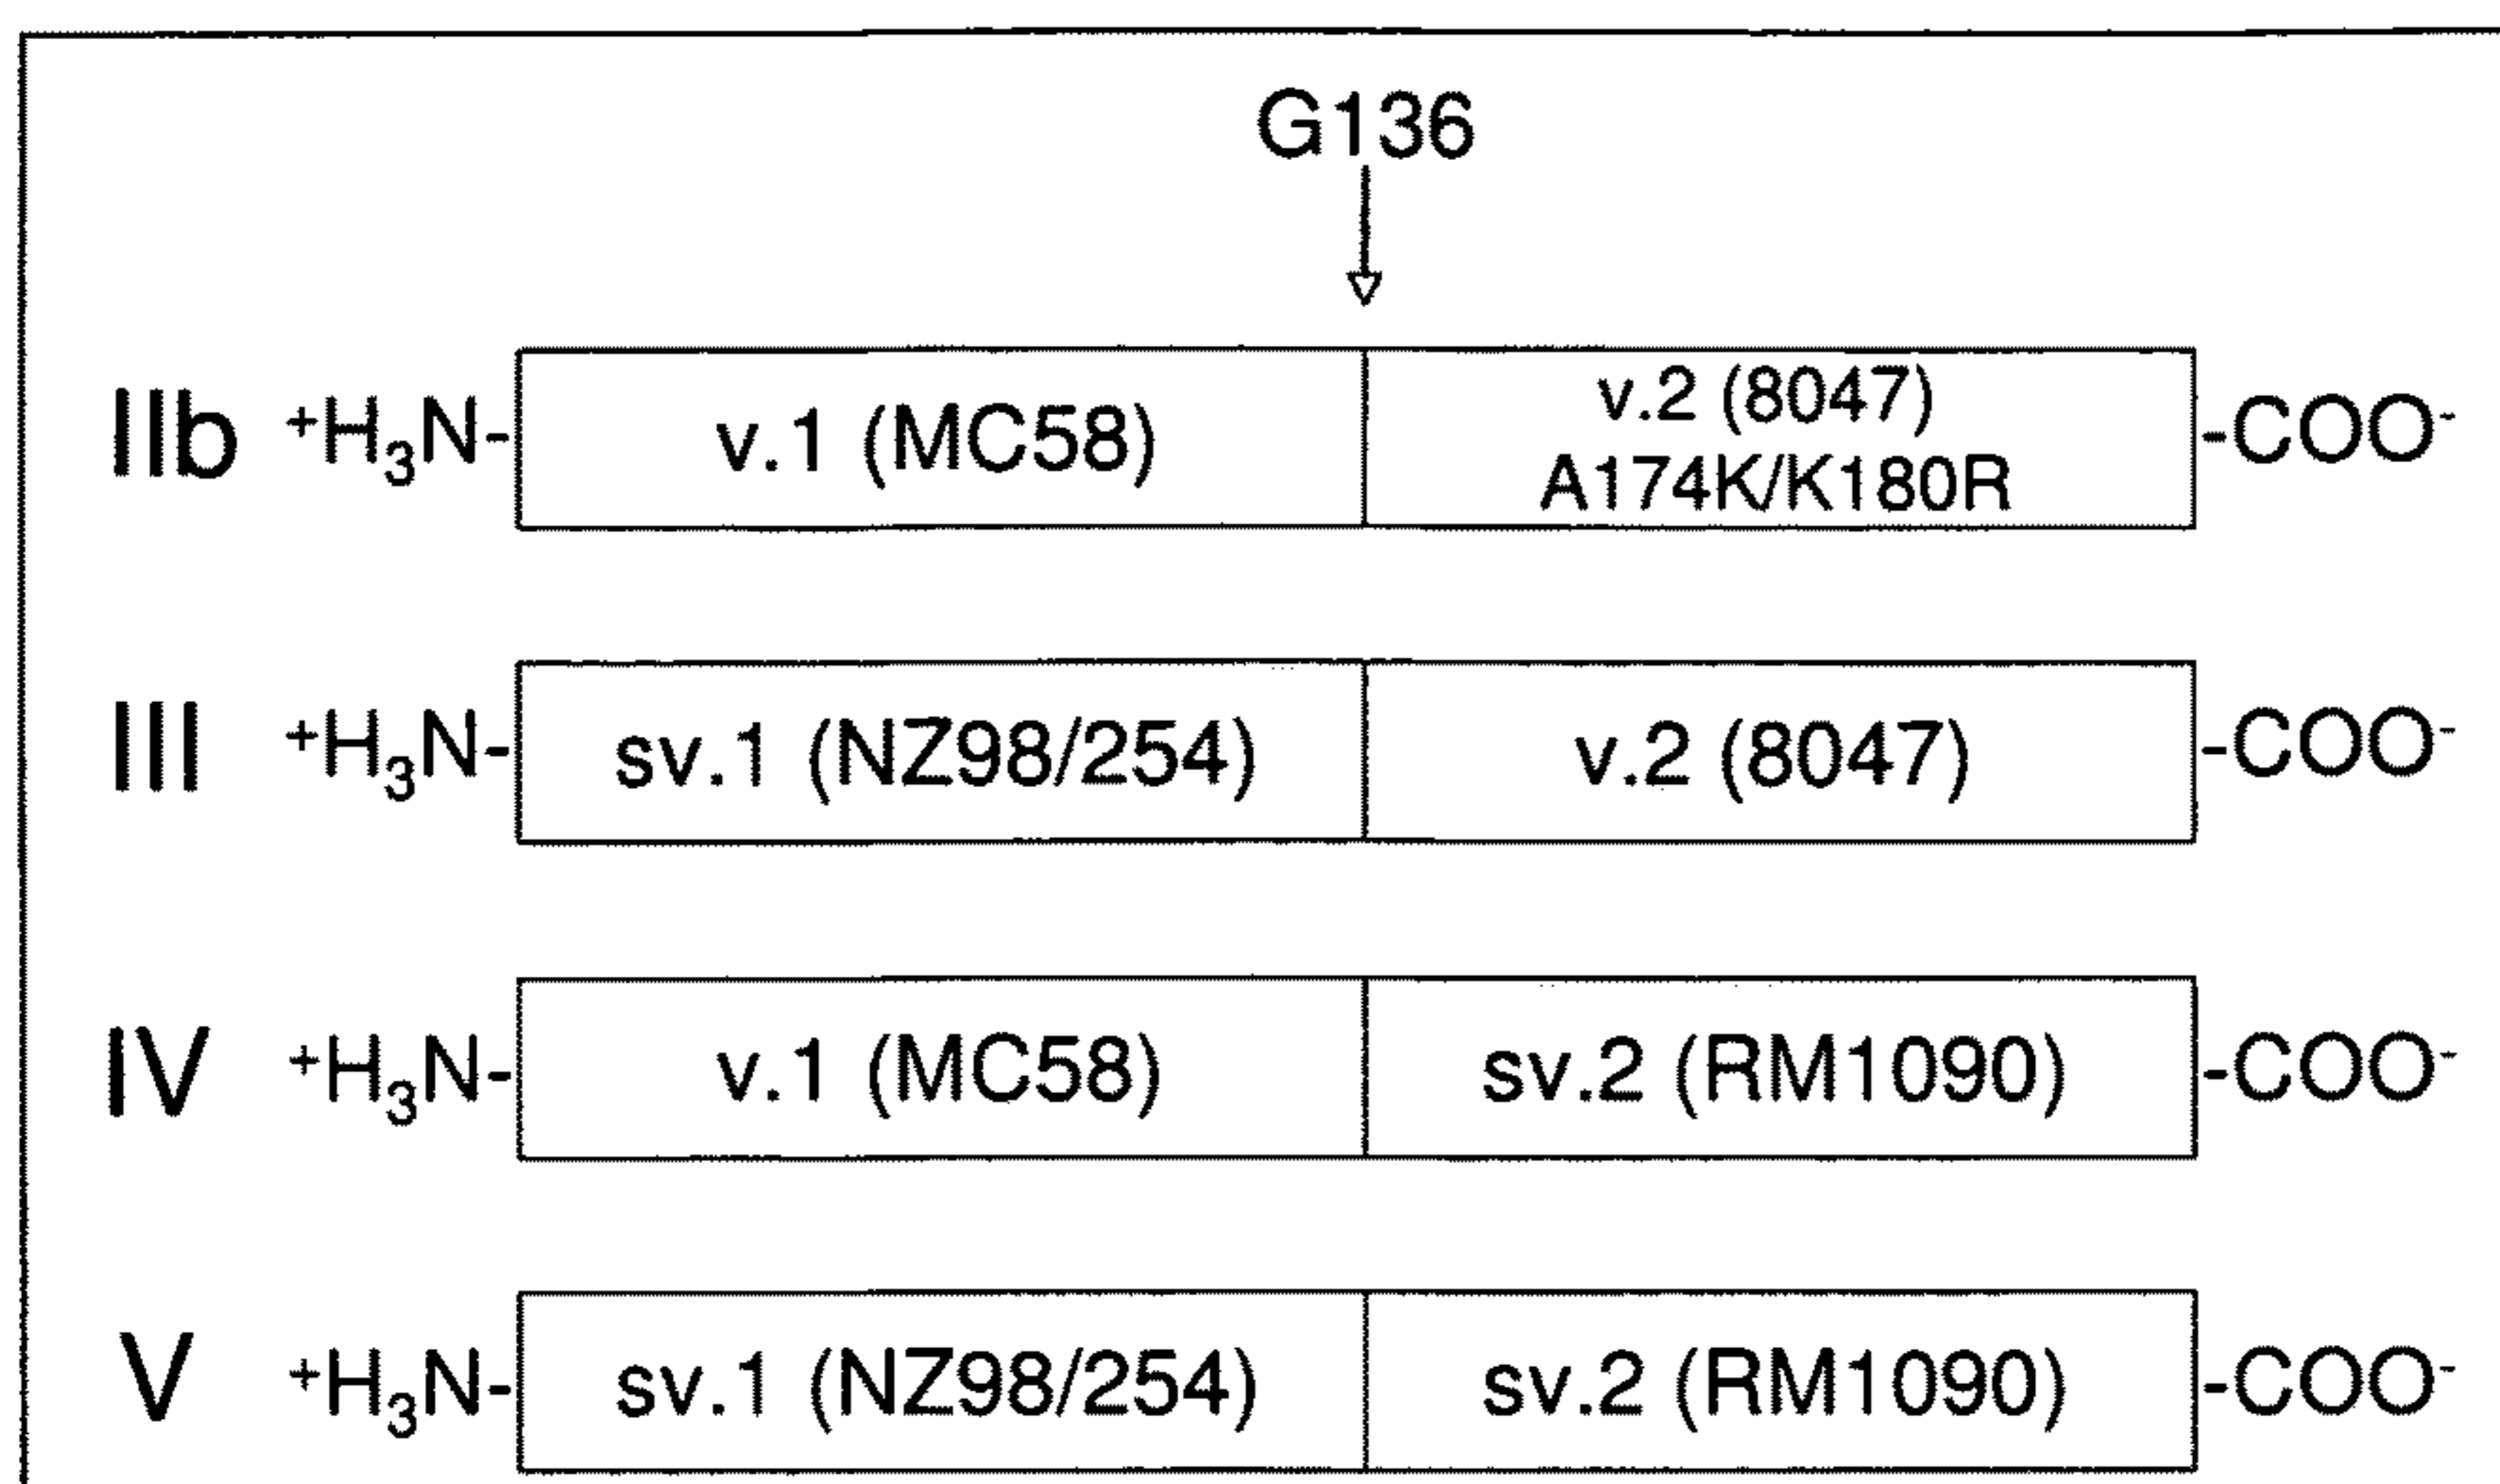 G136
IIb ⁺H₃N- v.1 (MC58) v.2 (8047) -COO⁻
A174K/K180R
III ⁺H₃N- sv.1 (NZ98/254) v.2 (8047) -COO⁻
IV ⁺H₃N- v.1 (MC58) sv.2 (RM1090) -COO⁻
V ⁺H₃N- sv.1 (NZ98/254) sv.2 (RM1090) -COO⁻